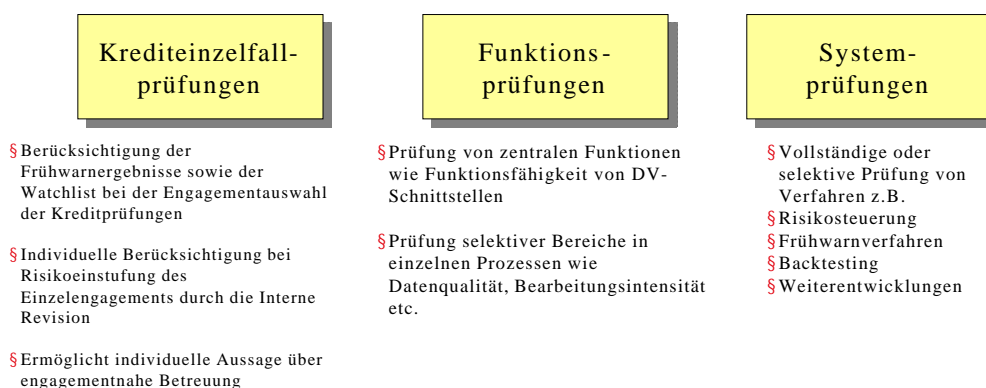 Krediteinzelfall-
prüfungen
§Berücksichtigung der
Frühwarnergebnisse sowie der
Watchlist bei der Engagementauswahl
der Kreditprüfungen
§Individuelle Berücksichtigung bei
Risikoeinstufung des
Einzelengagements durch die Interne
Revision
§Ermöglicht individuelle Aussage über
engagementnahe Betreuung
Funktions-
prüfungen
§Prüfung von zentralen Funktionen
wie Funktionsfähigkeit von DV-
Schnittstellen
§Prüfung selektiver Bereiche in
einzelnen Prozessen wie
Datenqualität, Bearbeitungsintensität
etc.
System-
prüfungen
§Vollständige oder
selektive Prüfung von
Verfahren z.B.
§Risikosteuerung
§Frühwarnverfahren
§Backtesting
§Weiterentwicklungen